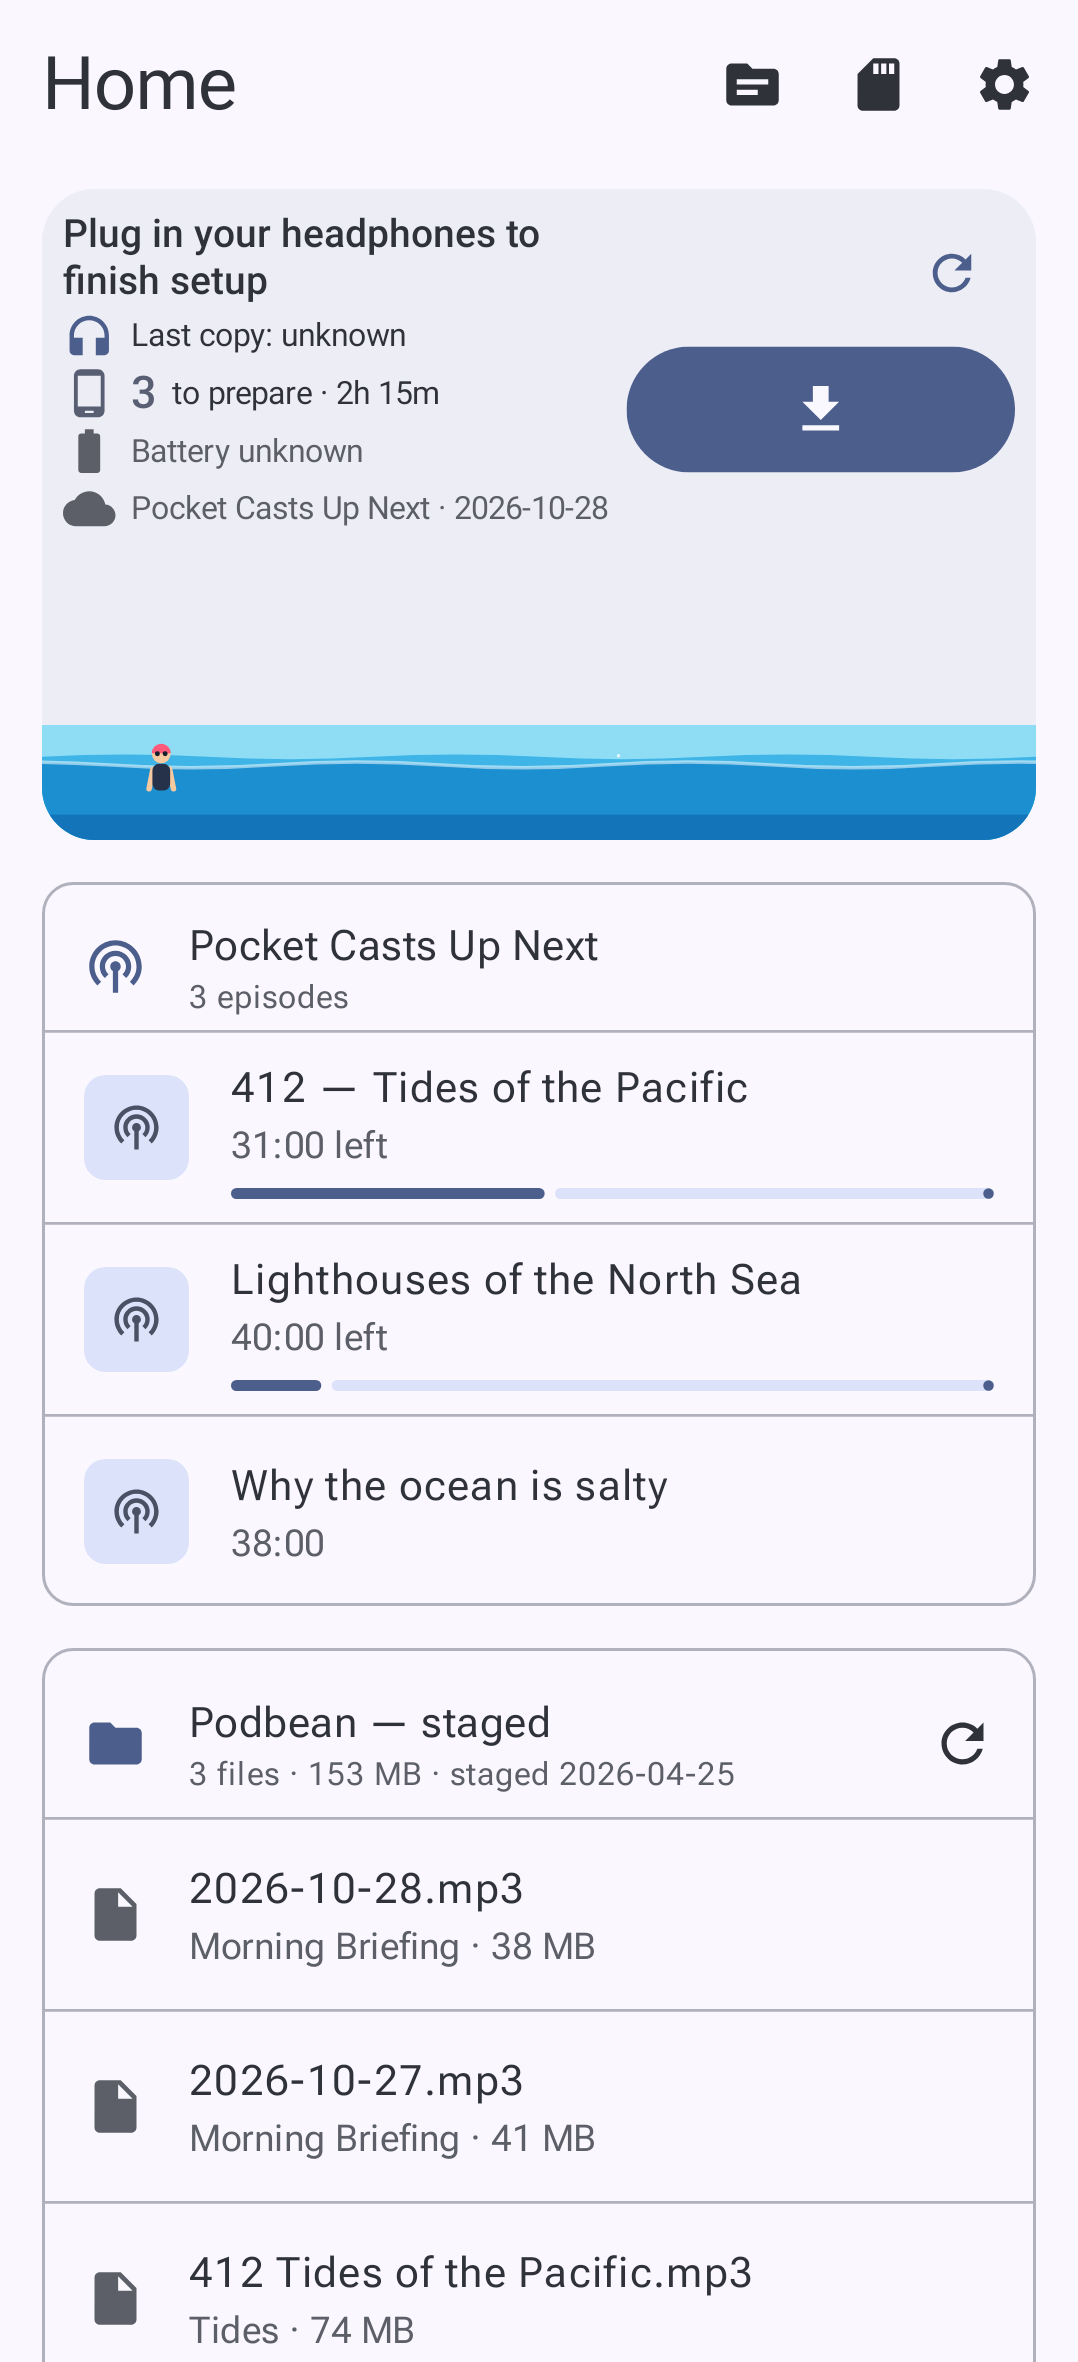 Home
Plug in your headphones to
finish setup
Last copy: unknown
3 to prepare · 2h 15m
Battery unknown
Pocket Casts Up Next · 2026-10-28
Pocket Casts Up Next
3 episodes
412 — Tides of the Pacific
31:00 left
Lighthouses of the North Sea
40:00 left
Why the ocean is salty
38:00
Podbean — staged
3 files · 153 MB · staged 2026-04-25
2026-10-28.mp3
Morning Briefing · 38 MB
2026-10-27.mp3
Morning Briefing · 41 MB
412 Tides of the Pacific.mp3
Tides · 74 MB